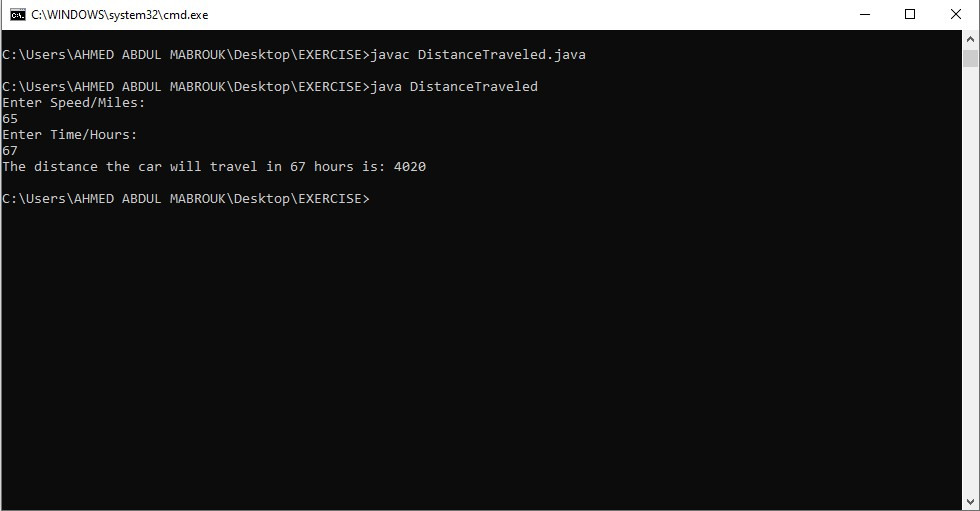 C:\WINDOWS\system32\cmd.exe
C:\Users\AHMED ABDUL MABROUK\Desktop\EXERCISE>javac DistanceTraveled.java
C:\Users\AHMED ABDUL MABROUK\Desktop\EXERCISE>java DistanceTraveled
Enter Speed/Miles:
65
Enter Time/Hours:
67
The distance the car will travel in 67 hours is: 4020
C:\Users\AHMED ABDUL MABROUK\Desktop\EXERCISE>